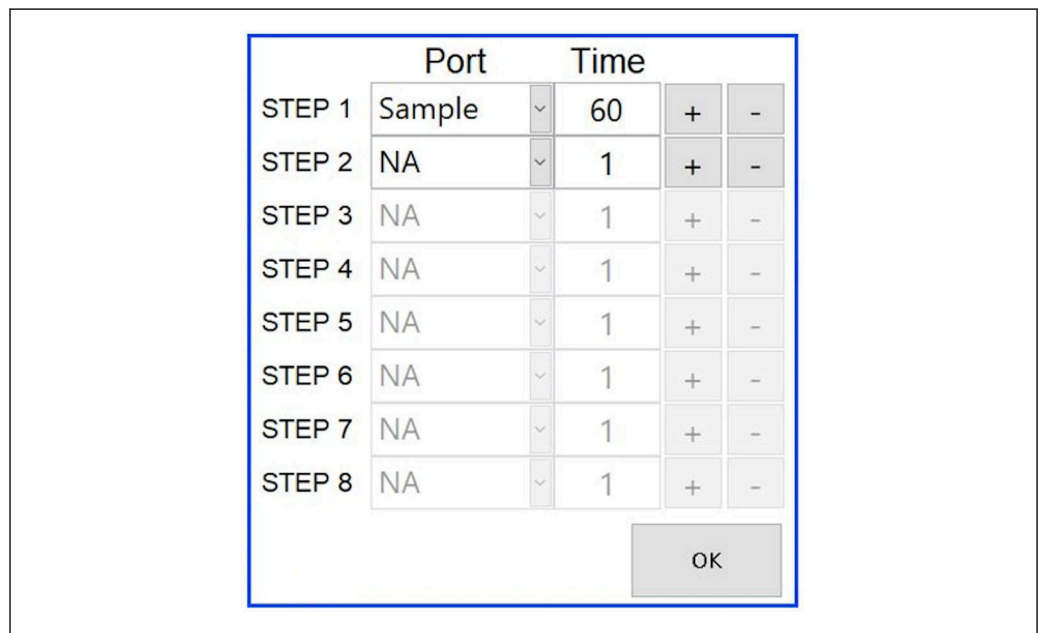 Port Time
STEP 1 Sample 60 + -
STEP 2 NA 1 + -
STEP 3 NA 1 + -
STEP 4 NA 1 + -
STEP 5 NA 1 + -
STEP 6 NA 1 + -
STEP 7 NA 1 + -
STEP 8 NA 1 + -
OK